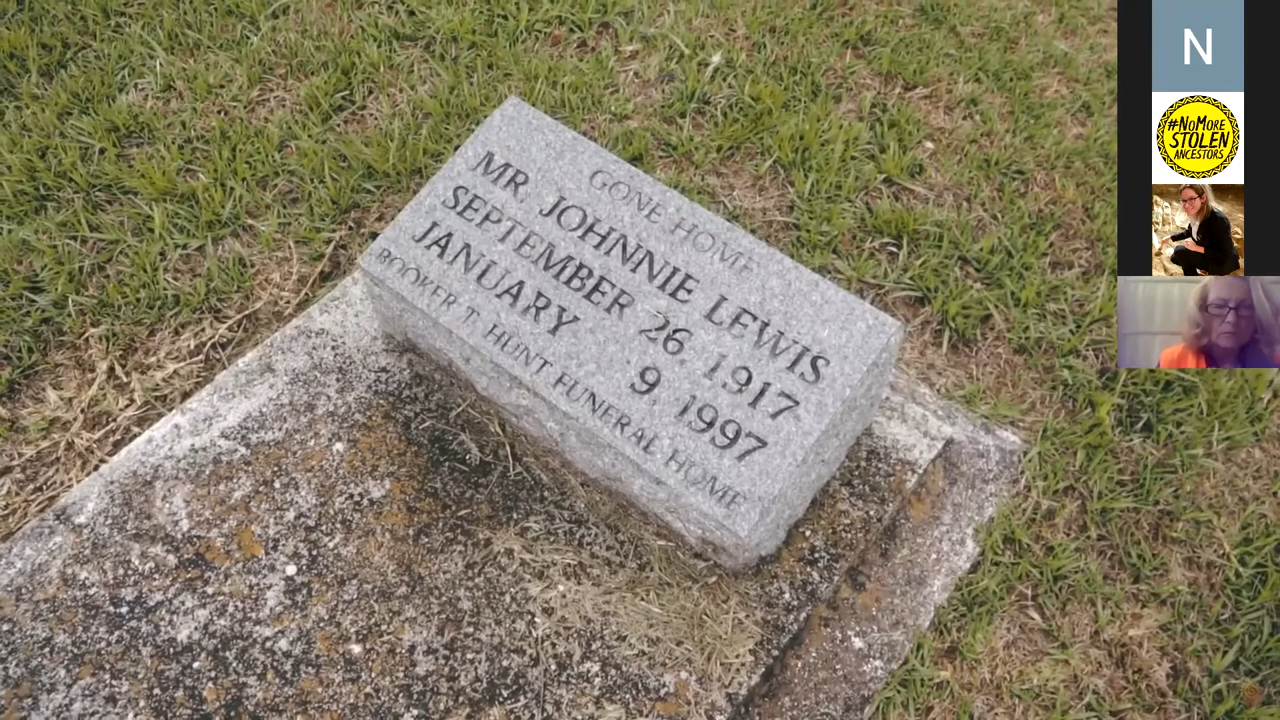 GONE HOME
MR. JOHNNIE LEWIS
SEPTEMBER 26, 1917
JANUARY 9, 1997
BOOKER T. HUNT FUNERAL HOME
N
#NOMORE
STOLEN
ANCESTORS